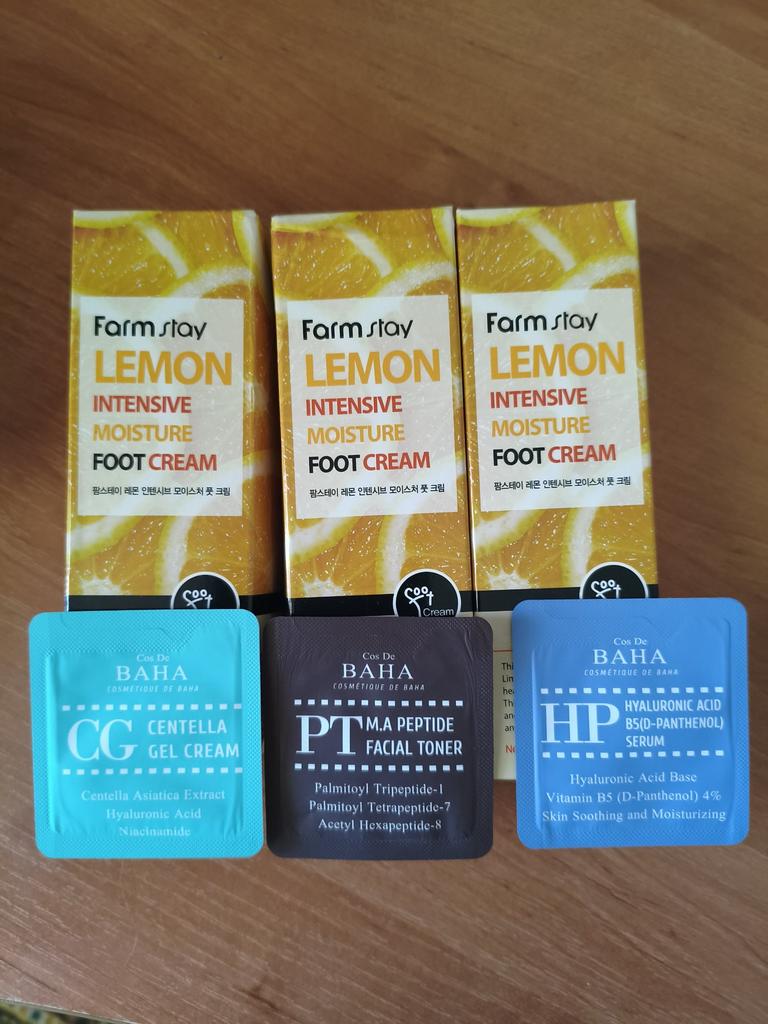 Farm stay
LEMON
INTENSIVE
MOISTURE
FOOT CREAM
팜스테이 레몬 인텐시브 모이스처 풋 크림
Foot
Farm stay
LEMON
INTENSIVE
MOISTURE
FOOT CREAM
팜스테이 레몬 인텐시브 모이스처 풋 크림
Foot
Cream
Farm stay
LEMON
INTENSIVE
MOISTURE
FOOT CREAM
팜스테이 레몬 인텐시브 모이스처 풋 크림
Foot
Cos De
BAHA
COSMÉTIQUE DE BAHA
CG CENTELLA
GEL CREAM
Centella Asiatica Extract
Hyaluronic Acid
Niacinamide
Cos De
BAHA
COSMÉTIQUE DE BAHA
PT M.A PEPTIDE
FACIAL TONER
Palmitoyl Tripeptide-1
Palmitoyl Tetrapeptide-7
Acetyl Hexapeptide-8
Cos De
BAHA
COSMÉTIQUE DE BAHA
HP HYALURONIC ACID
B5(D-PANTHENOL)
SERUM
Hyaluronic Acid Base
Vitamin B5 (D-Panthenol) 4%
Skin Soothing and Moisturizing